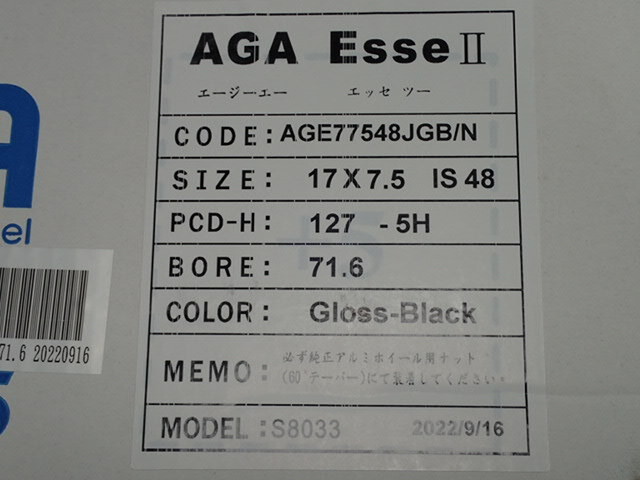 AGA Esse II
エージーエー エッセ ツー
CODE: AGE77548JGB/N
SIZE: 17X7.5 IS 48
PCD-H: 127 - 5H
BORE: 71.6
COLOR: Gloss-Black
MEMO: 必ず純正アルミホイール用ナット
(60°テーパー)にて装着してください。
MODEL: S8033 2022/9/16
A
el
71.6 20220916